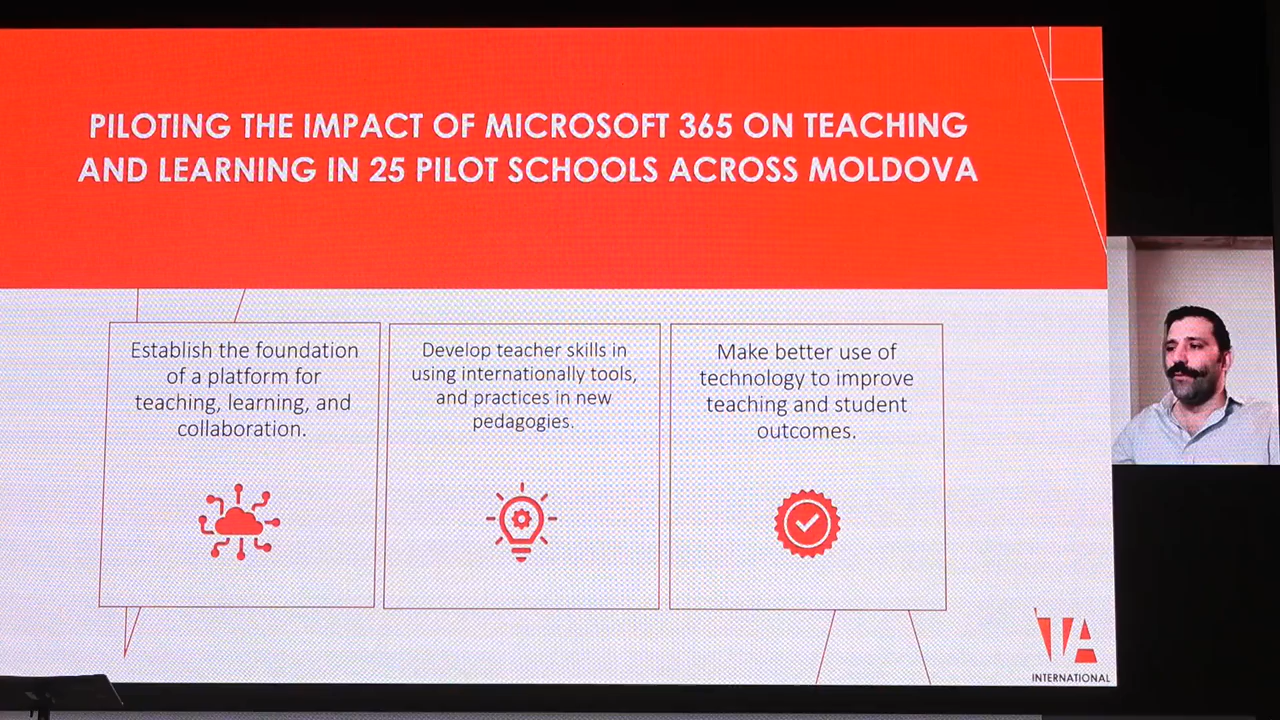 PILOTING THE IMPACT OF MICROSOFT 365 ON TEACHING
AND LEARNING IN 25 PILOT SCHOOLS ACROSS MOLDOVA
Establish the foundation
of a platform for
teaching, learning, and
collaboration.
Develop teacher skills in
using internationally tools,
and practices in new
pedagogies.
Make better use of
technology to improve
teaching and student
outcomes.
TA
INTERNATIONAL